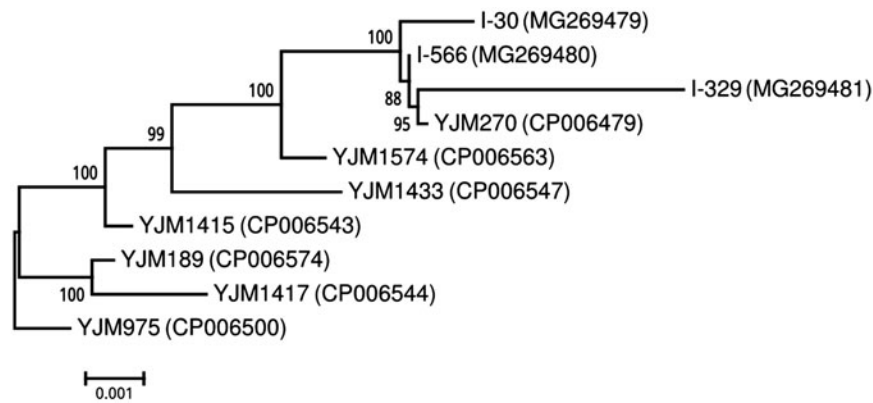 I-30 (MG269479)
100
I-566 (MG269480)
100
I-329 (MG269481)
88
95
YJM270 (CP006479)
99
YJM1574 (CP006563)
100
YJM1433 (CP006547)
YJM1415 (CP006543)
YJM189 (CP006574)
100
YJM1417 (CP006544)
YJM975 (CP006500)
0.001